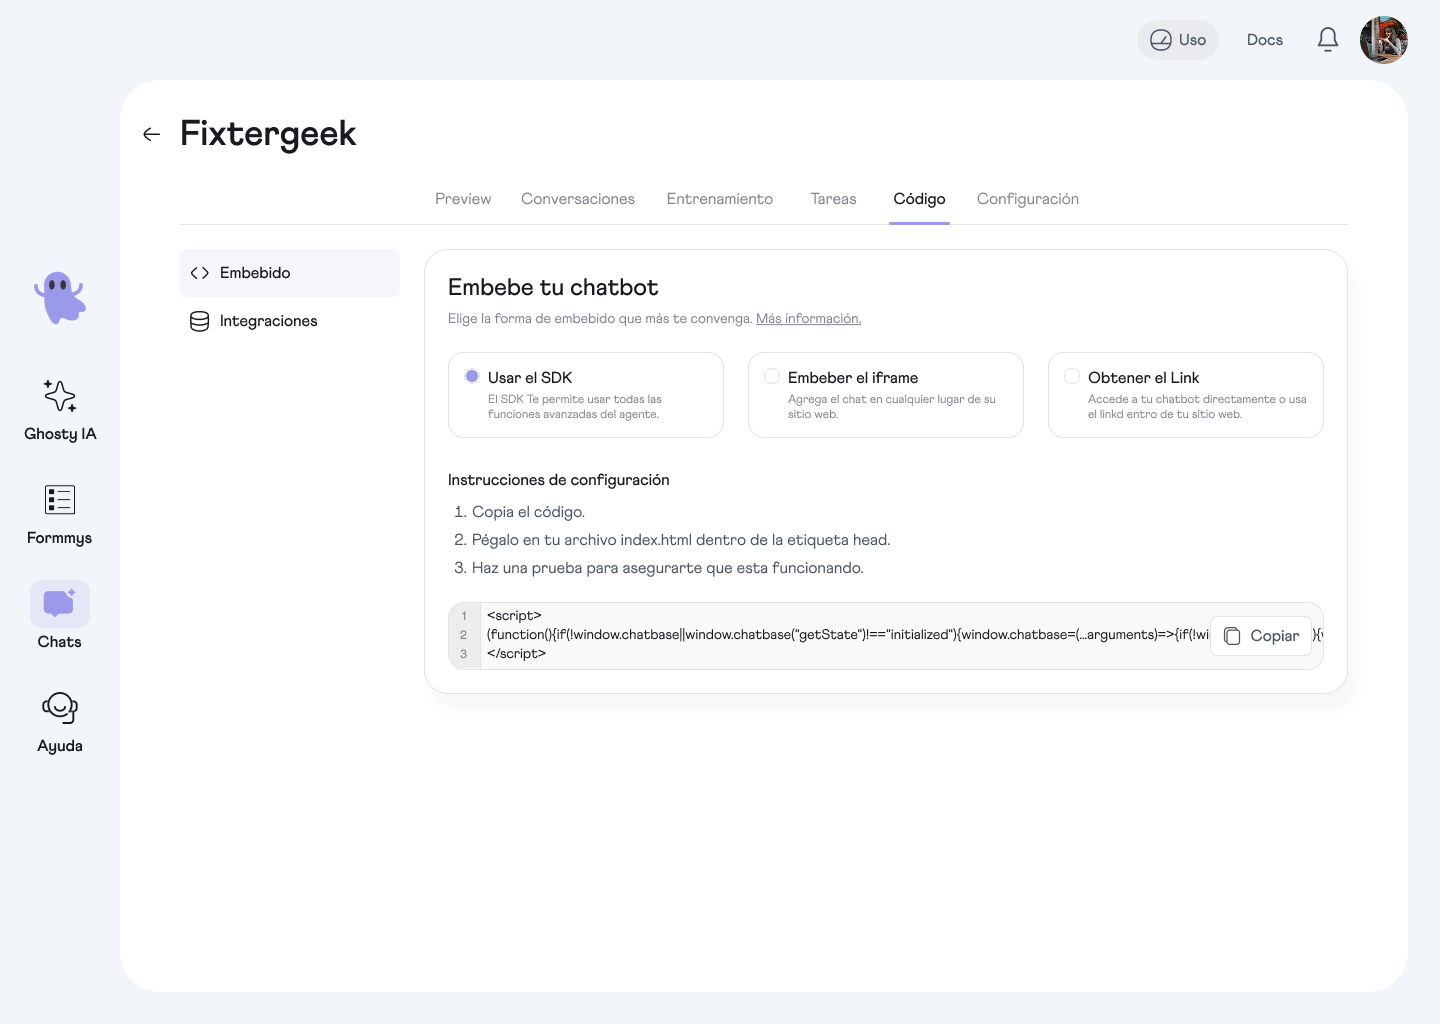 Uso
Docs
Fixtergeek
Preview
Conversaciones
Entrenamiento
Tareas
Código
Configuración
Embebido
Integraciones
Ghosty IA
Formmys
Chats
Ayuda
Embebe tu chatbot
Elige la forma de embebido que más te convenga. Más información.
Usar el SDK
El SDK Te permite usar todas las
funciones avanzadas del agente.
Embeber el iframe
Agrega el chat en cualquier lugar de su
sitio web.
Obtener el Link
Accede a tu chatbot directamente o usa
el linkd entro de tu sitio web.
Instrucciones de configuración
1. Copia el código.
2. Pégalo en tu archivo index.html dentro de la etiqueta head.
3. Haz una prueba para asegurarte que esta funcionando.
1 <script>
2 (function(){if(!window.chatbase||window.chatbase("getState")!=="initialized"){window.chatbase=(...arguments)=>{if(!wi
3 </script>
Copiar